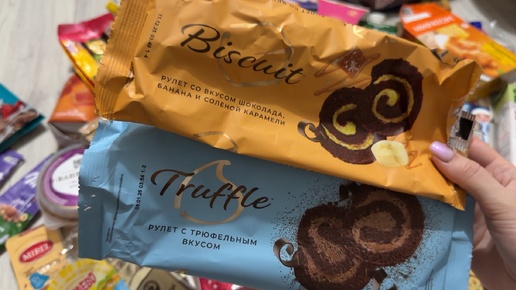 Biscuit
РУЛЕТ СО ВКУСОМ ШОКОЛАДА,
БАНАНА И СОЛЕНОЙ КАРАМЕЛИ
Truffle
РУЛЕТ С ТРЮФЕЛЬНЫМ
ВКУСОМ